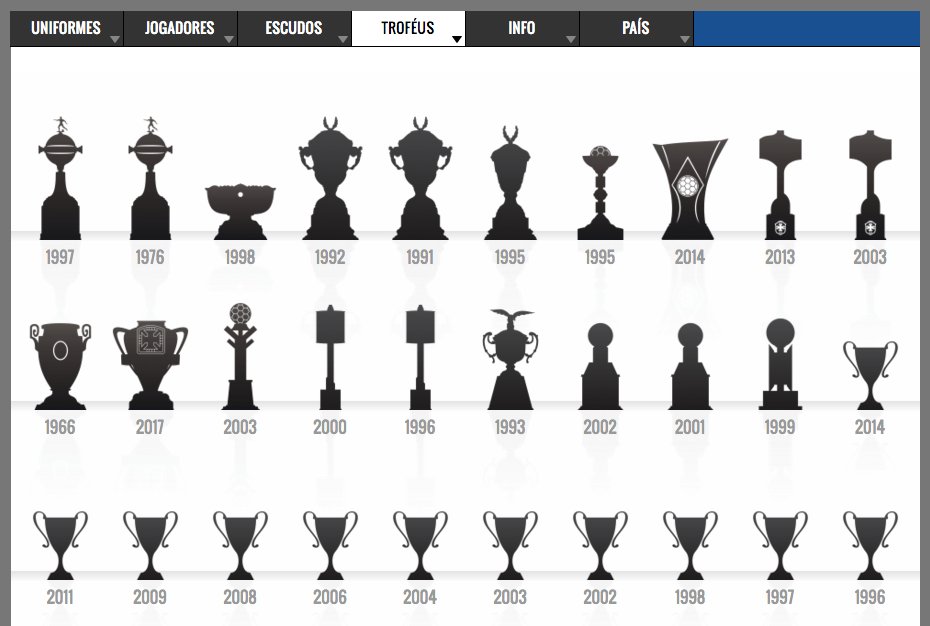 UNIFORMES JOGADORES ESCUDOS TROFÉUS INFO PAÍS
1997 1976 1998 1992 1991 1995 1995 2014 2013 2003
1966 2017 2003 2000 1996 1993 2002 2001 1999 2014
2011 2009 2008 2006 2004 2003 2002 1998 1997 1996